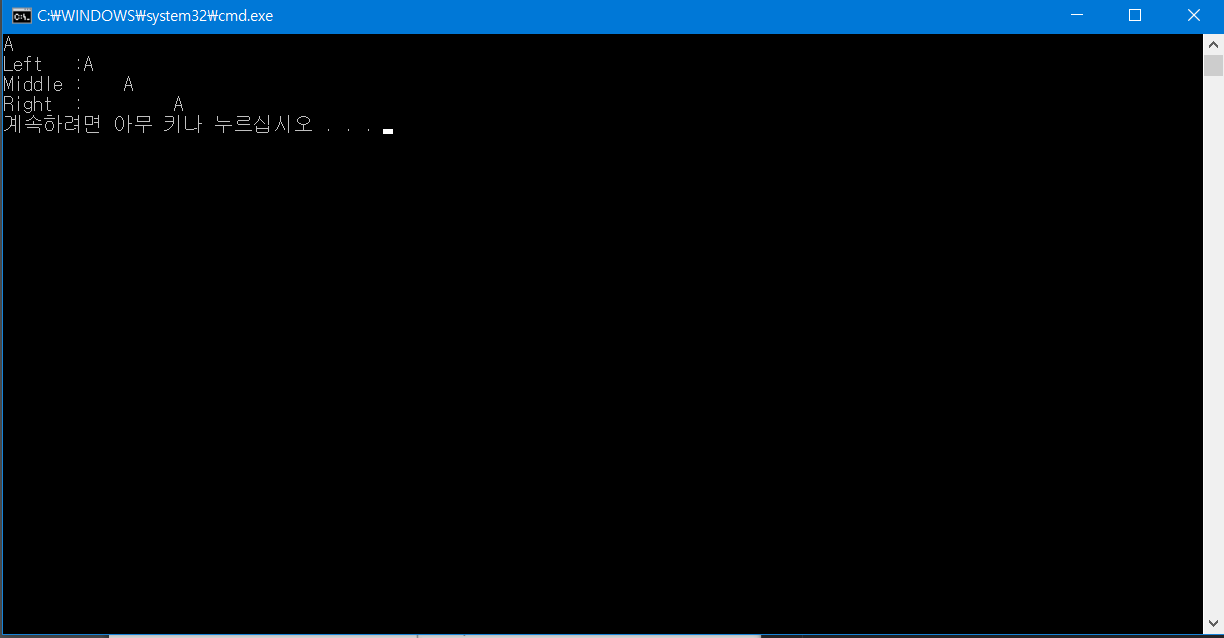 C:₩WINDOWS₩system32₩cmd.exe
A
Left   :A
Middle :    A
Right  :         A
계속하려면 아무 키나 누르십시오 . . .